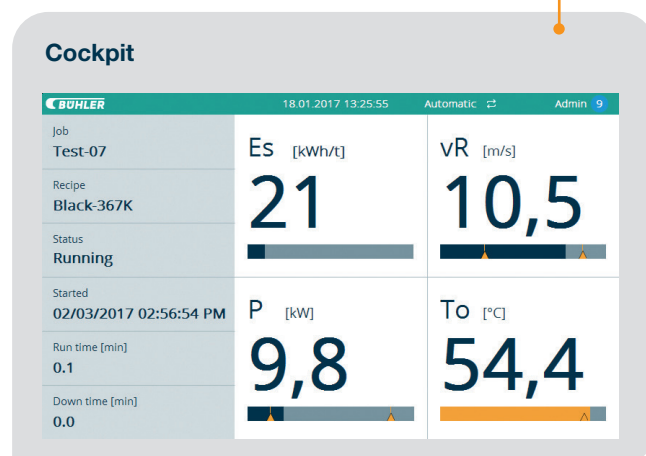 Cockpit
BÜHLER 18.01.2017 13:25:55 Automatic Admin 9
Job
Test-07
Recipe
Black-367K
Status
Running
Started
02/03/2017 02:56:54 PM
Run time [min]
0.1
Down time [min]
0.0
Es [kWh/t]
21
vR [m/s]
10,5
P [kW]
9,8
To [°C]
54,4